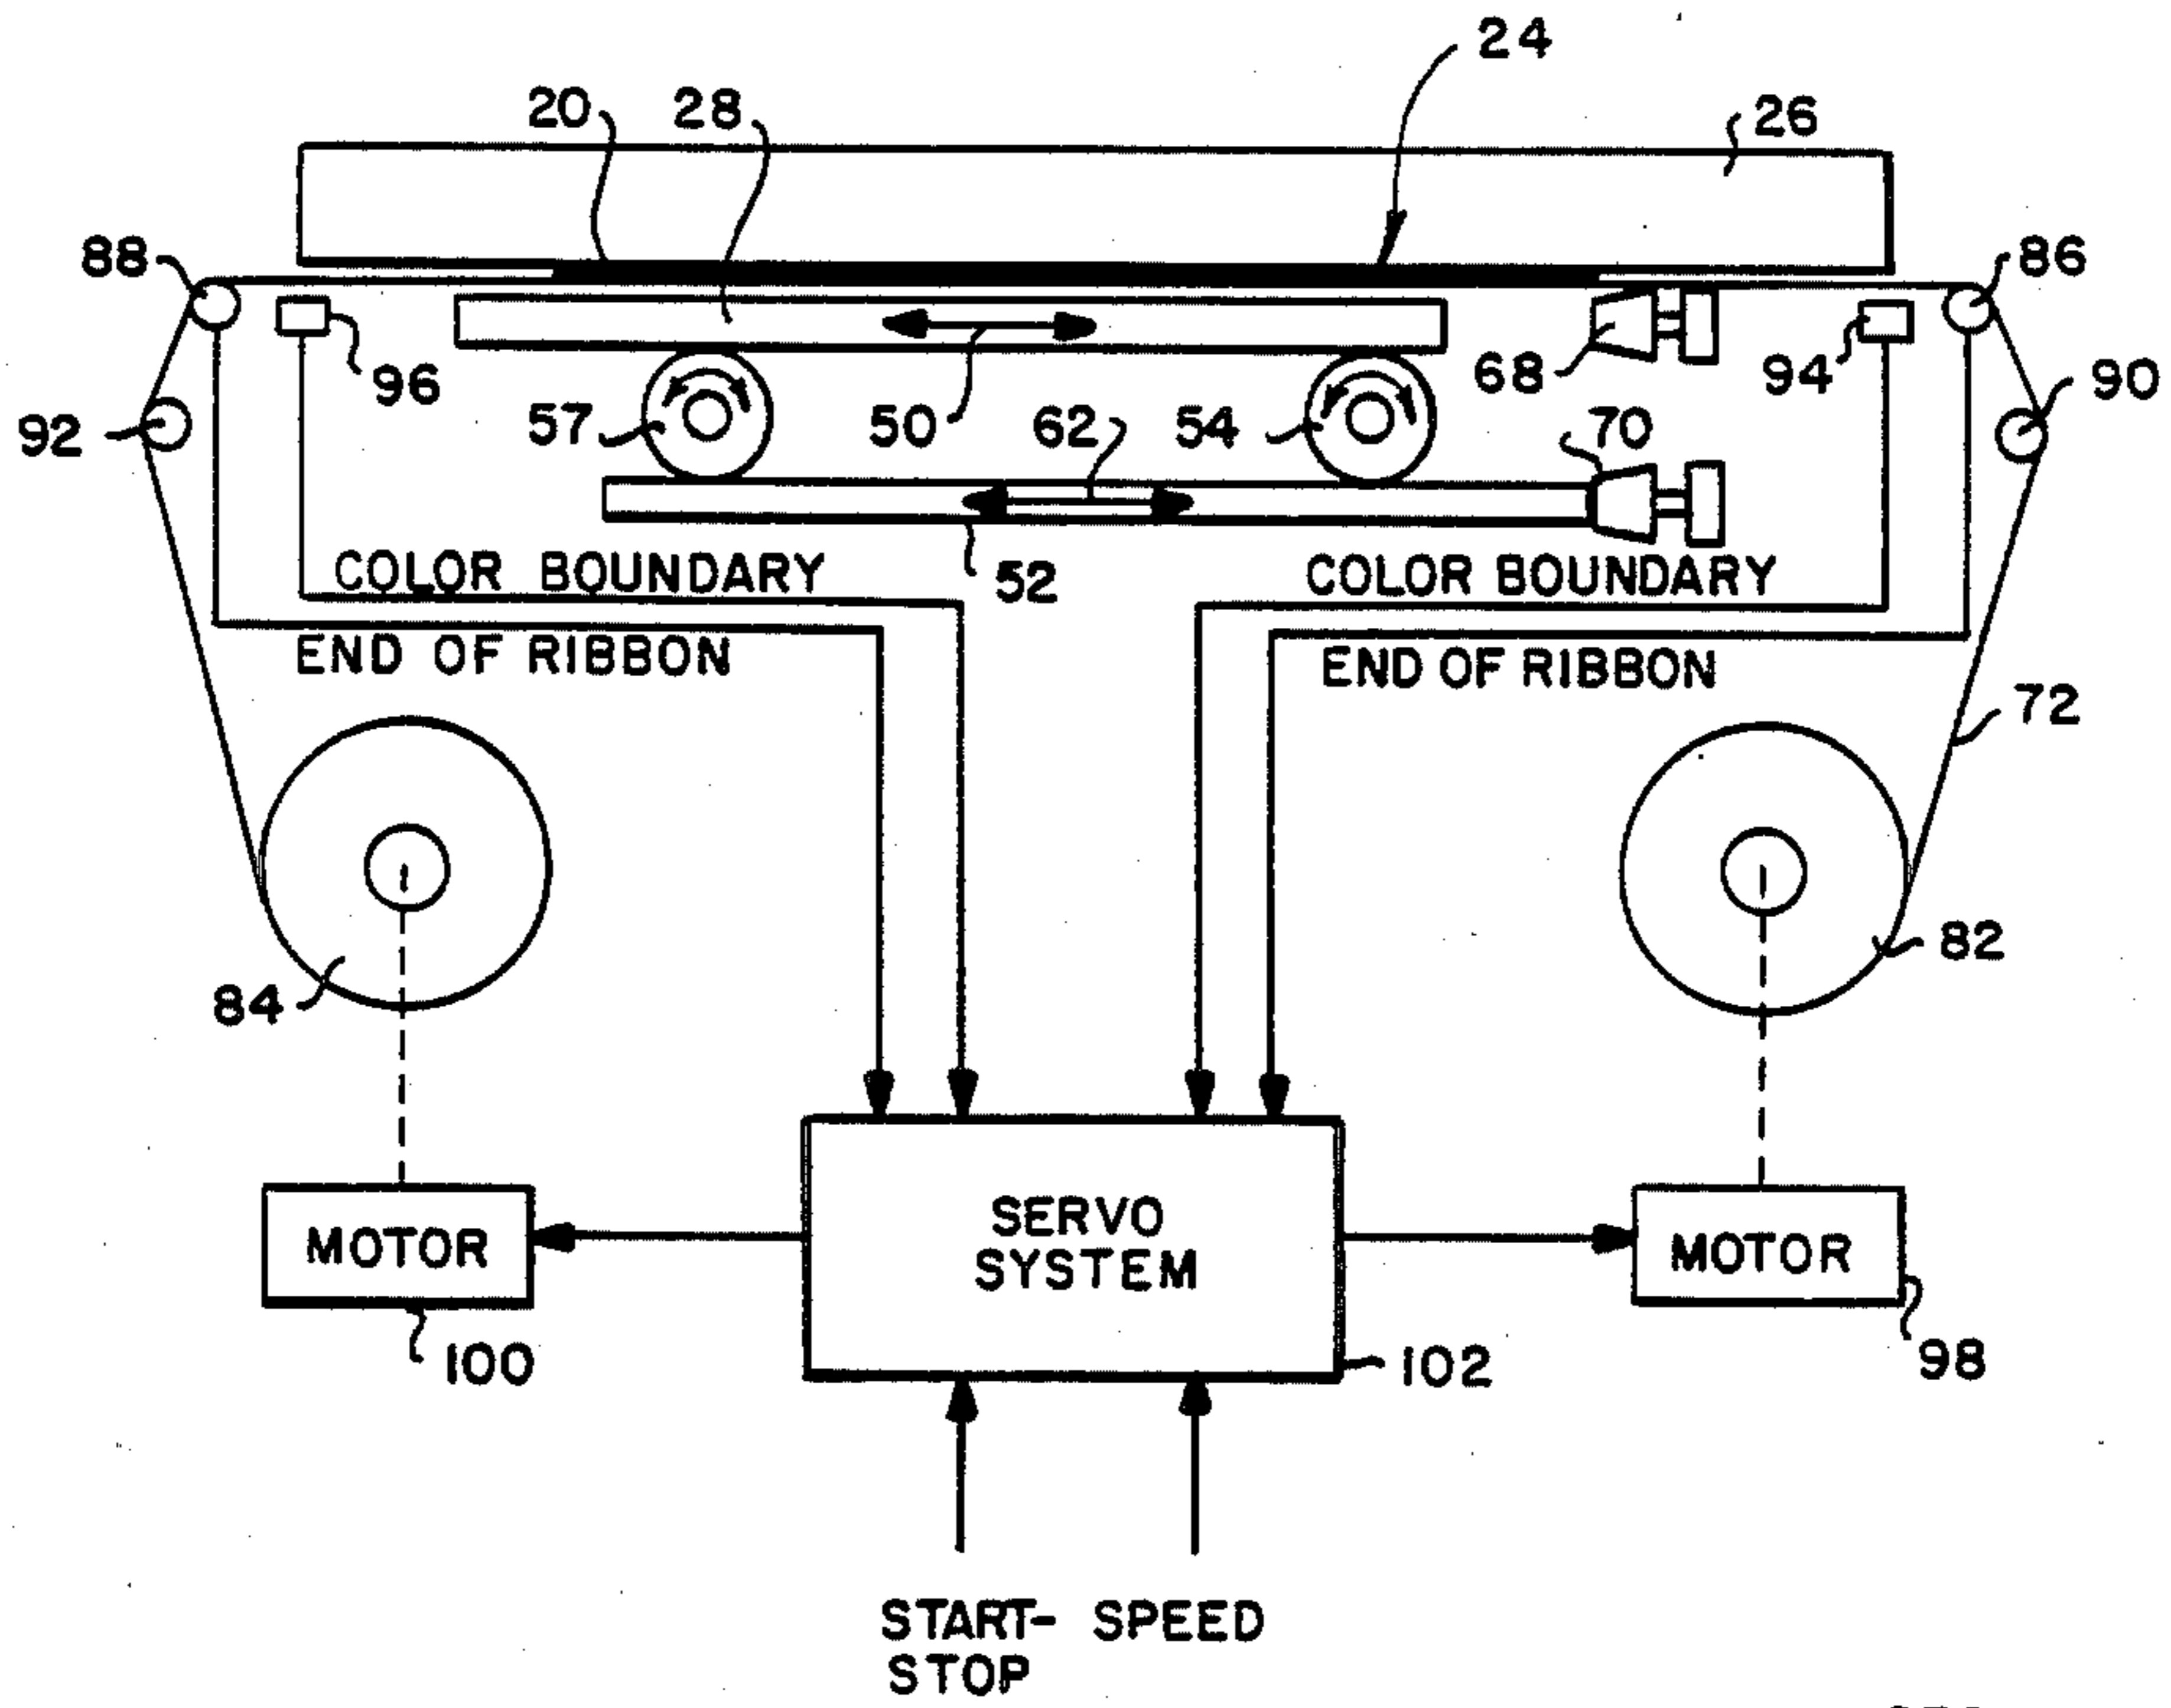 24
20 28 26
88 86
96 68 94
92 57 50 62 54 70 90
COLOR BOUNDARY 52 COLOR BOUNDARY
END OF RIBBON END OF RIBBON
72
84 82
SERVO
SYSTEM
MOTOR MOTOR
100 102 98
START- SPEED
STOP